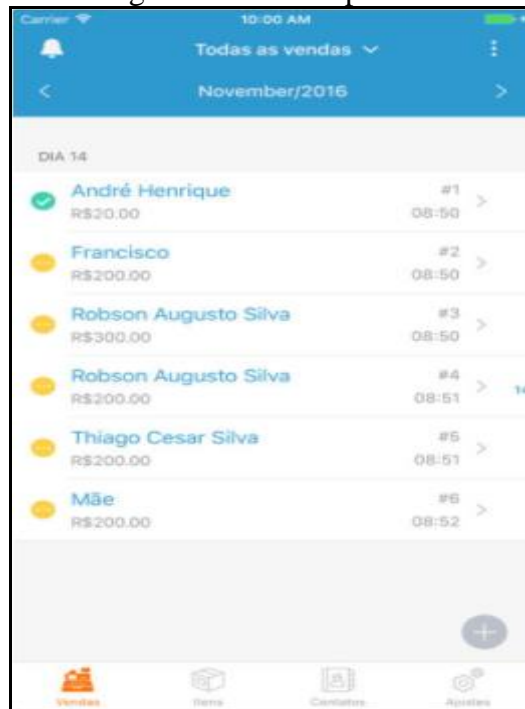 Carrier 10:00 AM
Todas as vendas
November/2016
DIA 14
André Henrique #1
R$20.00 08:50
Francisco #2
R$200.00 08:50
Robson Augusto Silva #3
R$300.00 08:50
Robson Augusto Silva #4
R$200.00 08:51
Thiago Cesar Silva #5
R$200.00 08:51
Mãe #6
R$200.00 08:52
Vendas Itens Contatos Ajustes